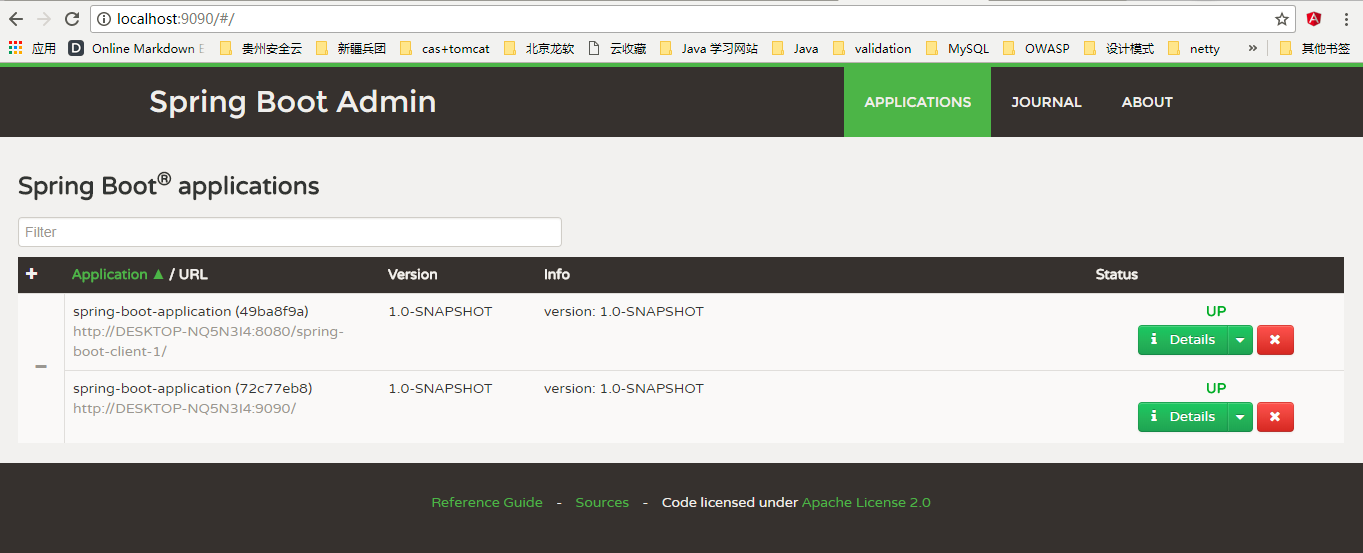 localhost:9090/#/
应用 Online Markdown E 贵州安全云 新疆兵团 cas+tomcat 北京龙软 云收藏 Java 学习网站 Java validation MySQL OWASP 设计模式 netty » 其他书签
Spring Boot Admin APPLICATIONS JOURNAL ABOUT
Spring Boot® applications
Filter
Application ▲ / URL Version Info Status
spring-boot-application (49ba8f9a) 1.0-SNAPSHOT version: 1.0-SNAPSHOT UP
http://DESKTOP-NQ5N3I4:8080/spring-
boot-client-1/
Details
spring-boot-application (72c77eb8) 1.0-SNAPSHOT version: 1.0-SNAPSHOT UP
http://DESKTOP-NQ5N3I4:9090/
Details
Reference Guide - Sources - Code licensed under Apache License 2.0